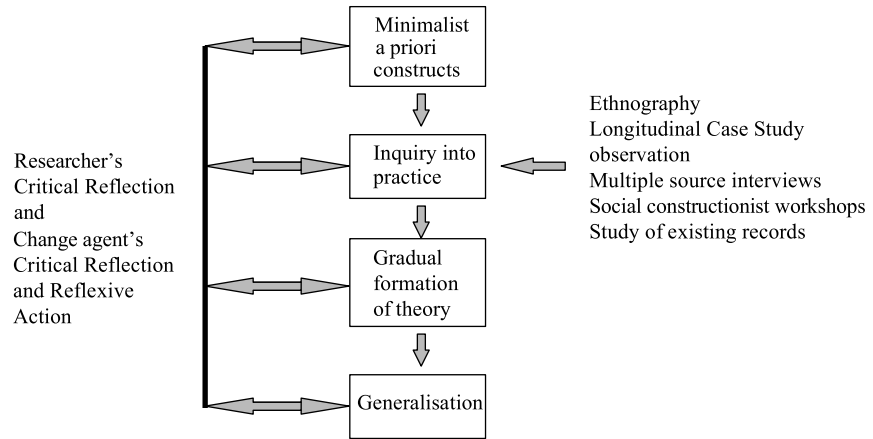 Minimalist
a priori
constructs
Ethnography
Longitudinal Case Study
observation
Multiple source interviews
Social constructionist workshops
Study of existing records
Inquiry into
practice
Researcher’s
Critical Reflection
and
Change agent’s
Critical Reflection
and Reflexive
Action
Gradual
formation
of theory
Generalisation